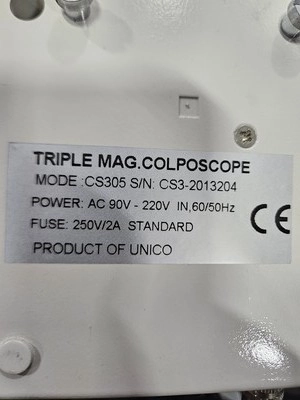 TRIPLE MAG.COLPOSCOPE
MODE :CS305 S/N: CS3-2013204
POWER: AC 90V - 220V IN,60/50Hz
FUSE: 250V/2A STANDARD
PRODUCT OF UNICO
CE